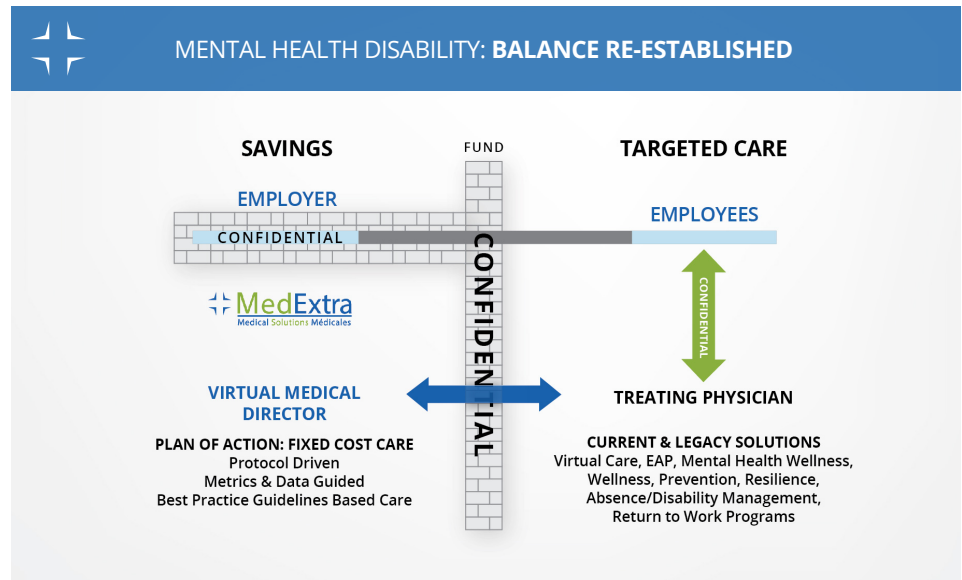 MENTAL HEALTH DISABILITY: BALANCE RE-ESTABLISHED
SAVINGS
FUND
TARGETED CARE
EMPLOYER
EMPLOYEES
CONFIDENTIAL
CONFIDENTIAL
CONFIDENTIAL
MedExtra
Medical Solutions Médicales
VIRTUAL MEDICAL
DIRECTOR
TREATING PHYSICIAN
PLAN OF ACTION: FIXED COST CARE
Protocol Driven
Metrics & Data Guided
Best Practice Guidelines Based Care
CURRENT & LEGACY SOLUTIONS
Virtual Care, EAP, Mental Health Wellness,
Wellness, Prevention, Resilience,
Absence/Disability Management,
Return to Work Programs